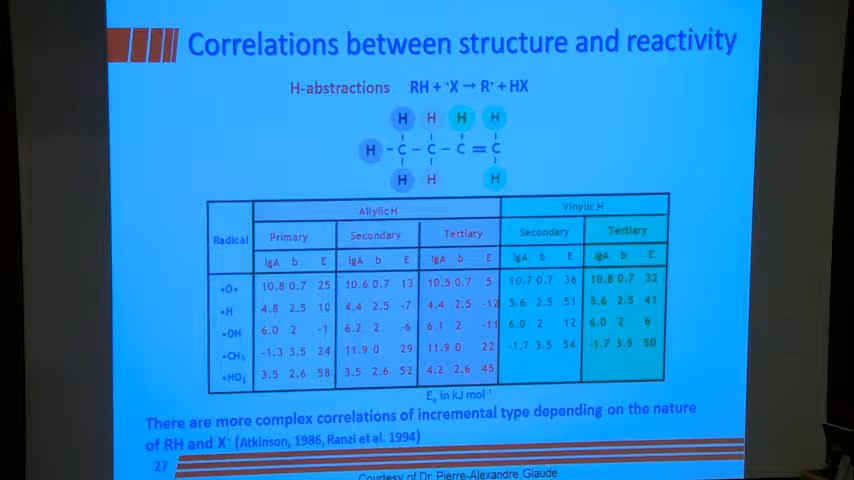 Correlations between structure and reactivity
H-abstractions RH + •X → R• + HX
H H H H
H - C - C - C = C
H H H
Allylic H Vinylic H
Radical Primary Secondary Tertiary Secondary Tertiary
lgA b E lgA b E lgA b E lgA b E lgA b E
•O• 10.8 0.7 25 10.6 0.7 13 10.5 0.7 5 10.7 0.7 36 10.8 0.7 32
•H 4.8 2.5 10 4.4 2.5 -7 4.4 2.5 -12 5.6 2.5 51 5.6 2.5 41
•OH 6.0 2 -1 6.2 2 -6 6.1 2 -11 6.0 2 12 6.0 2 6
•CH3 -1.3 3.5 24 11.9 0 29 11.9 0 22 -1.7 3.5 54 -1.7 3.5 50
•HO2 3.5 2.6 58 3.5 2.6 52 4.2 2.6 45
Ea in kJ mol-1
There are more complex correlations of incremental type depending on the nature
of RH and X• (Atkinson, 1986, Ranzi et al. 1994)
27
Courtesy of Dr. Pierre-Alexandre Glaude